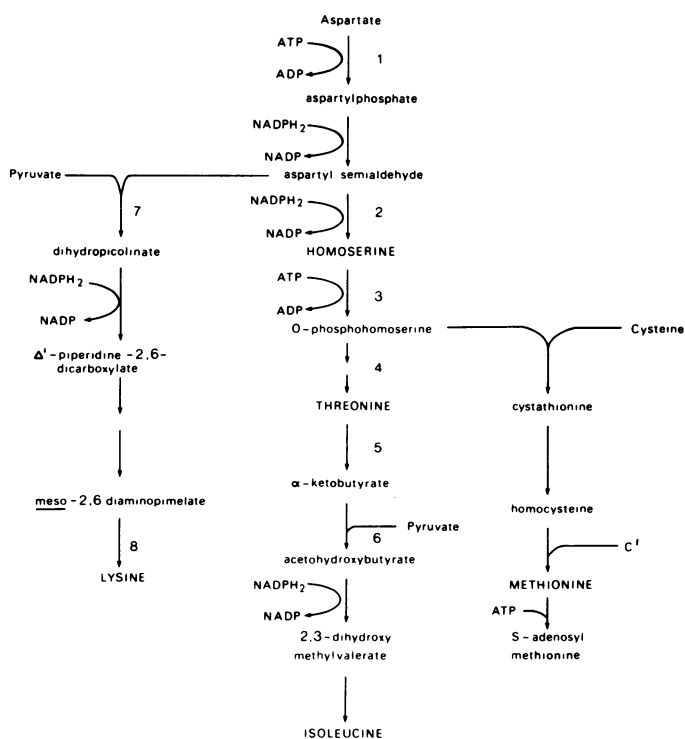 Aspartate
ATP
1
ADP
aspartylphosphate
NADPH2
NADP
Pyruvate
aspartyl semialdehyde
NADPH2
7
2
NADP
dihydropicolinate
HOMOSERINE
NADPH2
ATP
3
NADP
ADP
O-phosphohomoserine
Cysteine
Δ'-piperidine -2,6-
dicarboxylate
4
THREONINE
cystathionine
5
α-ketobutyrate
meso -2,6 diaminopimelate
homocysteine
Pyruvate
6
8
acetohydroxybutyrate
C'
LYSINE
NADPH2
METHIONINE
NADP
ATP
2,3-dihydroxy
methylvalerate
S-adenosyl
methionine
ISOLEUCINE